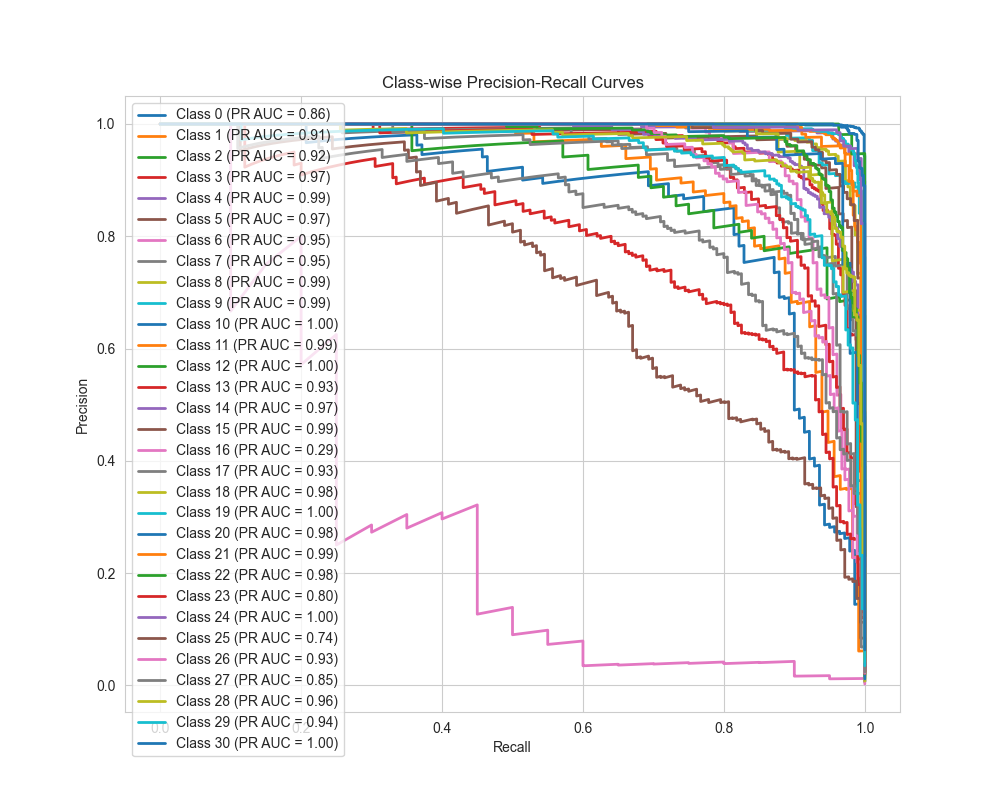 Class-wise Precision-Recall Curves
1.0
0.8
0.6
0.4
0.2
0.0
Precision
Class 0 (PR AUC = 0.86)
Class 1 (PR AUC = 0.91)
Class 2 (PR AUC = 0.92)
Class 3 (PR AUC = 0.97)
Class 4 (PR AUC = 0.99)
Class 5 (PR AUC = 0.97)
Class 6 (PR AUC = 0.95)
Class 7 (PR AUC = 0.95)
Class 8 (PR AUC = 0.99)
Class 9 (PR AUC = 0.99)
Class 10 (PR AUC = 1.00)
Class 11 (PR AUC = 0.99)
Class 12 (PR AUC = 1.00)
Class 13 (PR AUC = 0.93)
Class 14 (PR AUC = 0.97)
Class 15 (PR AUC = 0.99)
Class 16 (PR AUC = 0.29)
Class 17 (PR AUC = 0.93)
Class 18 (PR AUC = 0.98)
Class 19 (PR AUC = 1.00)
Class 20 (PR AUC = 0.98)
Class 21 (PR AUC = 0.99)
Class 22 (PR AUC = 0.98)
Class 23 (PR AUC = 0.80)
Class 24 (PR AUC = 1.00)
Class 25 (PR AUC = 0.74)
Class 26 (PR AUC = 0.93)
Class 27 (PR AUC = 0.85)
Class 28 (PR AUC = 0.96)
Class 29 (PR AUC = 0.94)
Class 30 (PR AUC = 1.00)
0.0 0.2 0.4 0.6 0.8 1.0
Recall